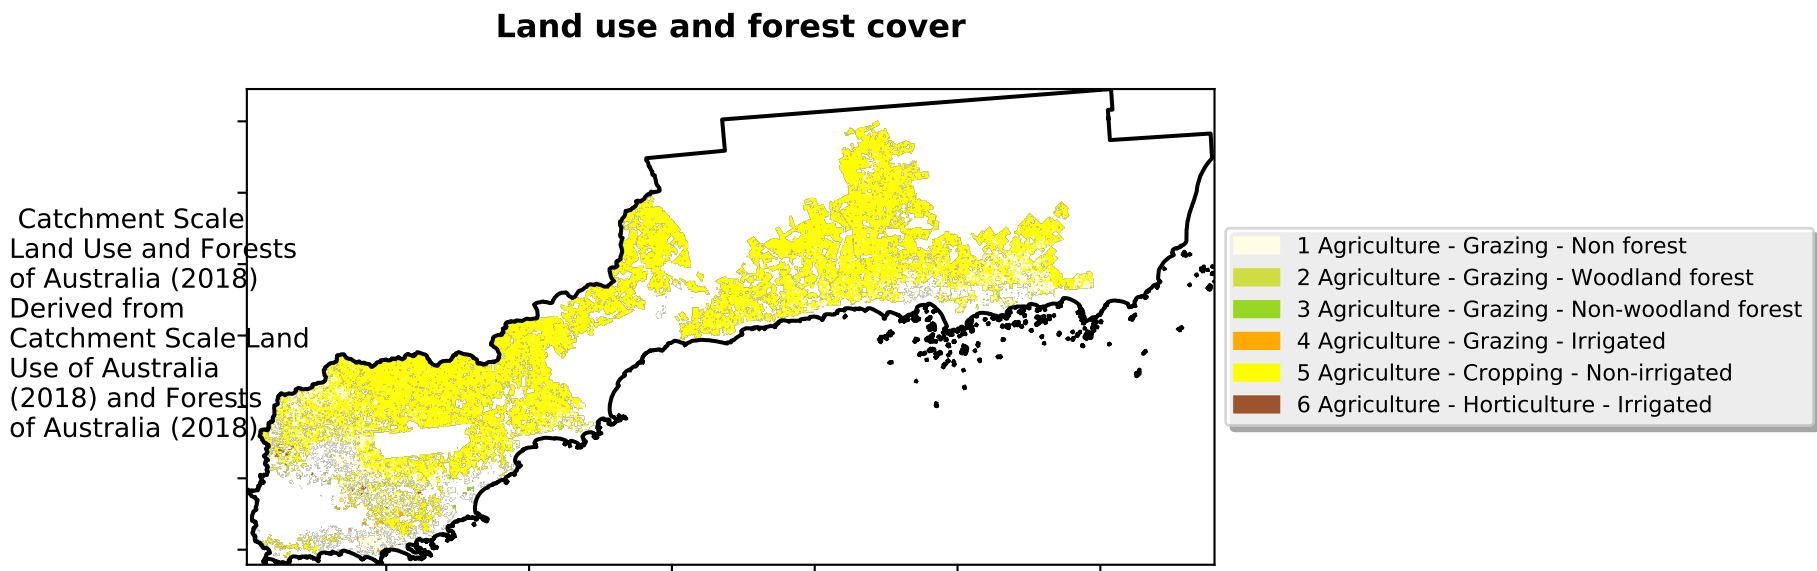 Land use and forest cover
Catchment Scale
Land Use and Forests
of Australia (2018)
Derived from
Catchment Scale Land
Use of Australia
(2018) and Forests
of Australia (2018)
1 Agriculture - Grazing - Non forest
2 Agriculture - Grazing - Woodland forest
3 Agriculture - Grazing - Non-woodland forest
4 Agriculture - Grazing - Irrigated
5 Agriculture - Cropping - Non-irrigated
6 Agriculture - Horticulture - Irrigated